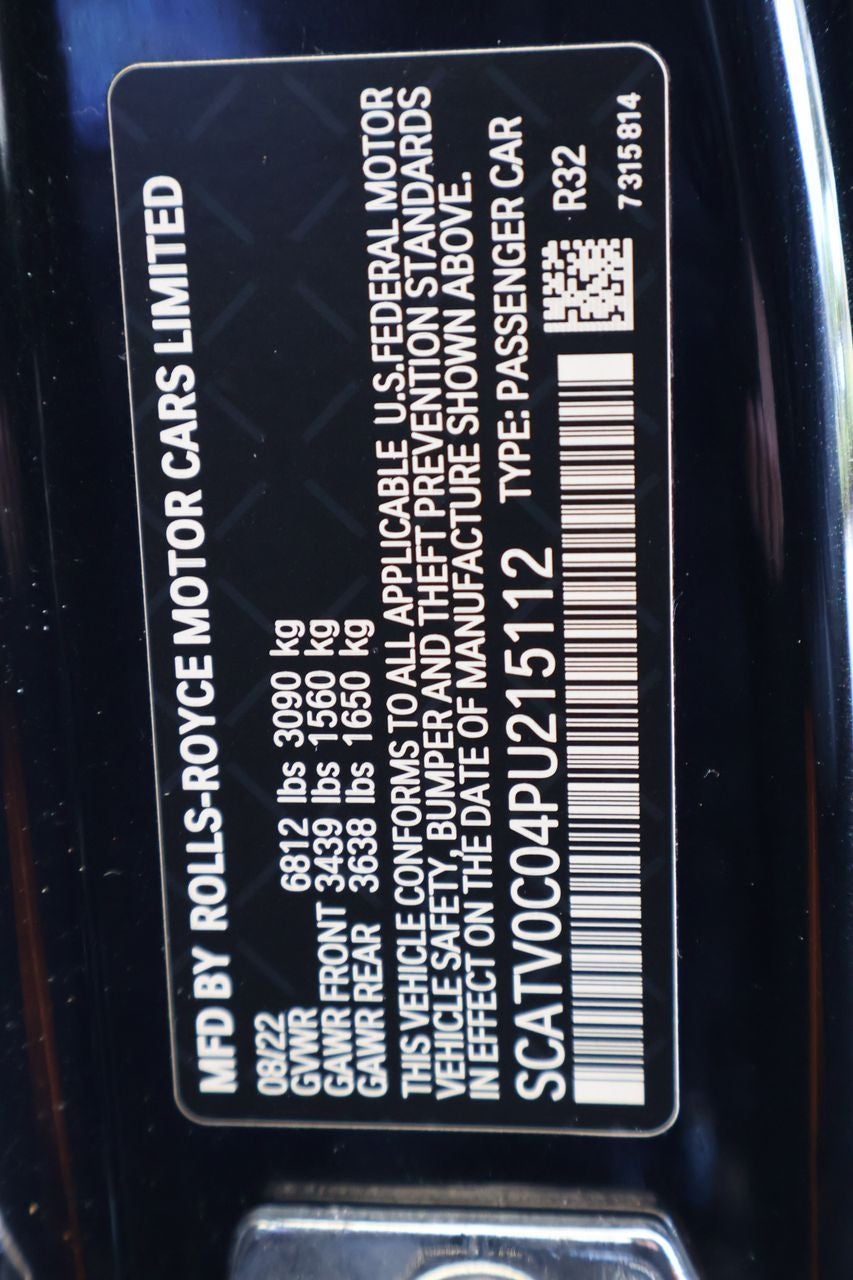 MFD BY ROLLS-ROYCE MOTOR CARS LIMITED
08/22
GVWR 6812 lbs 3090 kg
GAWR FRONT 3439 lbs 1560 kg
GAWR REAR 3638 lbs 1650 kg
THIS VEHICLE CONFORMS TO ALL APPLICABLE U.S.FEDERAL MOTOR
VEHICLE SAFETY, BUMPER AND THEFT PREVENTION STANDARDS
IN EFFECT ON THE DATE OF MANUFACTURE SHOWN ABOVE.
SCATV0C04PU215112 TYPE: PASSENGER CAR
R32
7315814